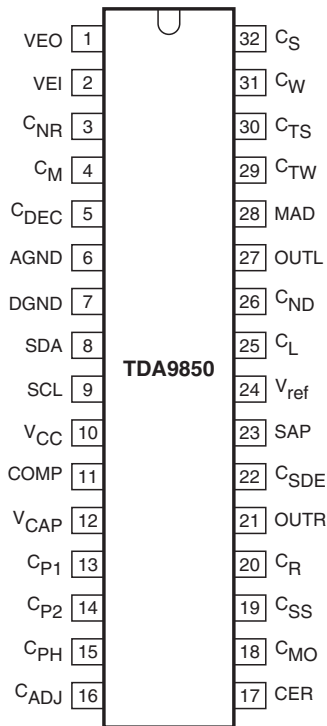 VEO 1 32 CS
VEI 2 31 CW
CNR 3 30 CTS
CM 4 29 CTW
CDEC 5 28 MAD
AGND 6 27 OUTL
DGND 7 26 CND
SDA 8 25 CL
TDA9850
SCL 9 24 Vref
VCC 10 23 SAP
COMP 11 22 CSDE
VCAP 12 21 OUTR
CP1 13 20 CR
CP2 14 19 CSS
CPH 15 18 CMO
CADJ 16 17 CER